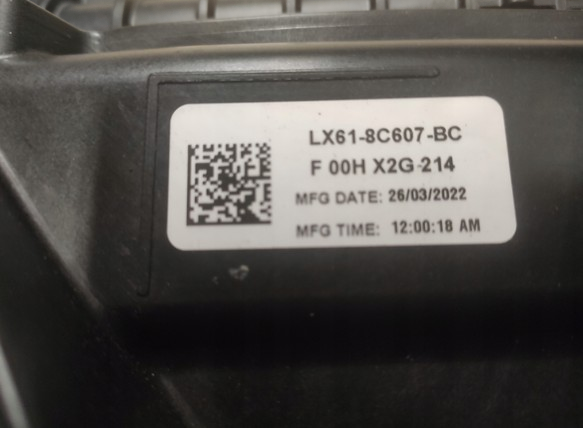 LX61-8C607-BC
F 00H X2G 214
MFG DATE: 26/03/2022
MFG TIME: 12:00:18 AM